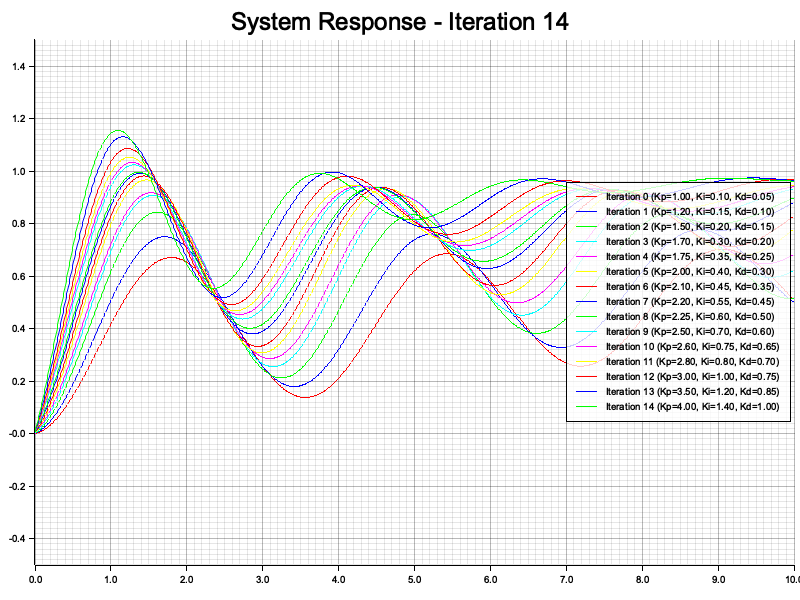 System Response - Iteration 14
1.4
1.2
1.0
0.8
0.6
0.4
0.2
-0.0
-0.2
-0.4
Iteration 0 (Kp=1.00, Ki=0.10, Kd=0.05)
Iteration 1 (Kp=1.20, Ki=0.15, Kd=0.10)
Iteration 2 (Kp=1.50, Ki=0.20, Kd=0.15)
Iteration 3 (Kp=1.70, Ki=0.30, Kd=0.20)
Iteration 4 (Kp=1.75, Ki=0.35, Kd=0.25)
Iteration 5 (Kp=2.00, Ki=0.40, Kd=0.30)
Iteration 6 (Kp=2.10, Ki=0.45, Kd=0.35)
Iteration 7 (Kp=2.20, Ki=0.55, Kd=0.45)
Iteration 8 (Kp=2.25, Ki=0.60, Kd=0.50)
Iteration 9 (Kp=2.50, Ki=0.70, Kd=0.60)
Iteration 10 (Kp=2.60, Ki=0.75, Kd=0.65)
Iteration 11 (Kp=2.80, Ki=0.80, Kd=0.70)
Iteration 12 (Kp=3.00, Ki=1.00, Kd=0.75)
Iteration 13 (Kp=3.50, Ki=1.20, Kd=0.85)
Iteration 14 (Kp=4.00, Ki=1.40, Kd=1.00)
0.0 1.0 2.0 3.0 4.0 5.0 6.0 7.0 8.0 9.0 10.0